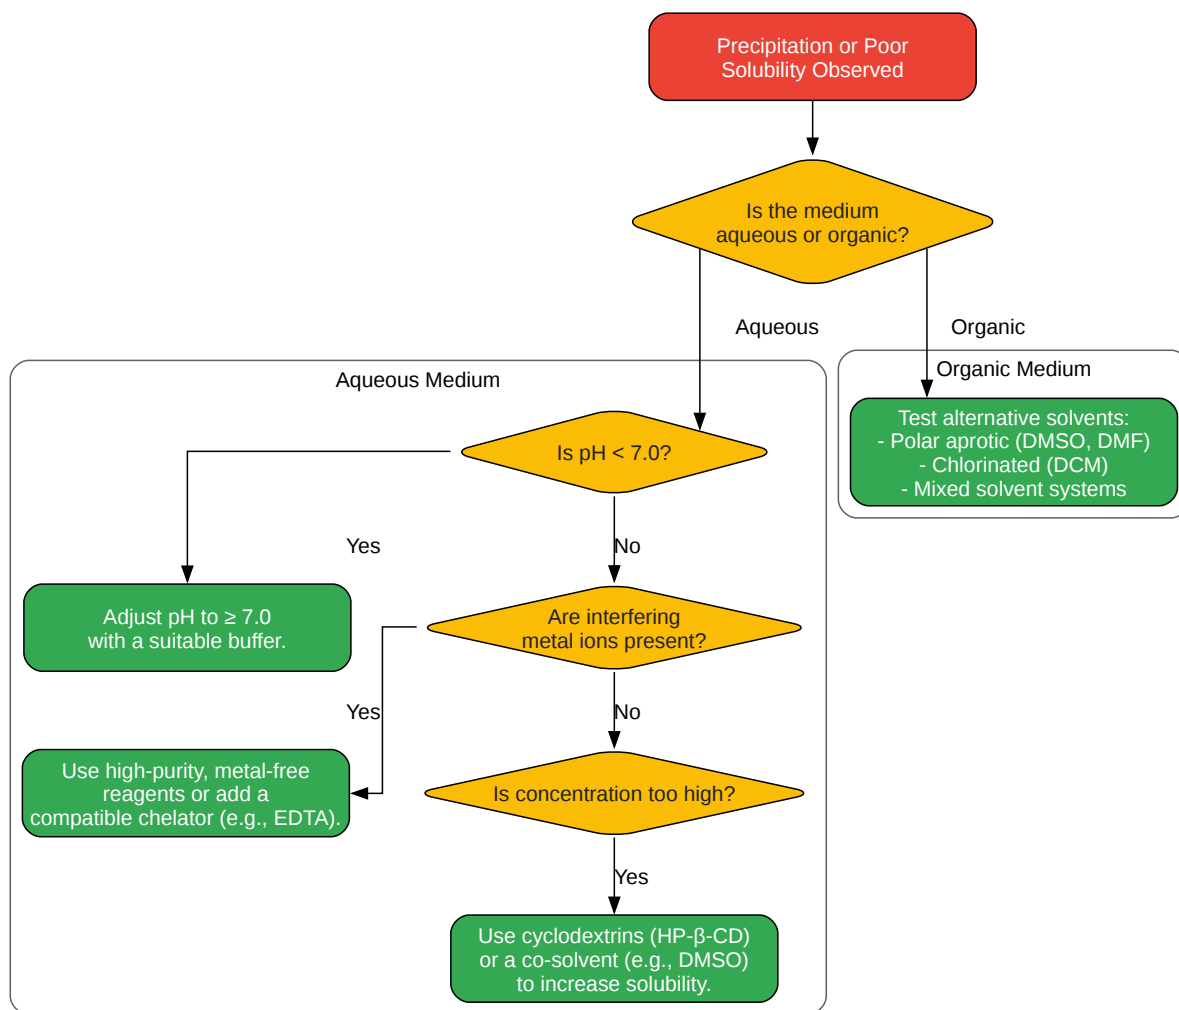 Precipitation or Poor
Solubility Observed
Is the medium
aqueous or organic?
Aqueous
Organic
Aqueous Medium
Organic Medium
Test alternative solvents:
- Polar aprotic (DMSO, DMF)
- Chlorinated (DCM)
- Mixed solvent systems
Is pH < 7.0?
Yes
No
Adjust pH to ≥ 7.0
with a suitable buffer.
Are interfering
metal ions present?
Yes
No
Use high-purity, metal-free
reagents or add a
compatible chelator (e.g., EDTA).
Is concentration too high?
Yes
Use cyclodextrins (HP-β-CD)
or a co-solvent (e.g., DMSO)
to increase solubility.